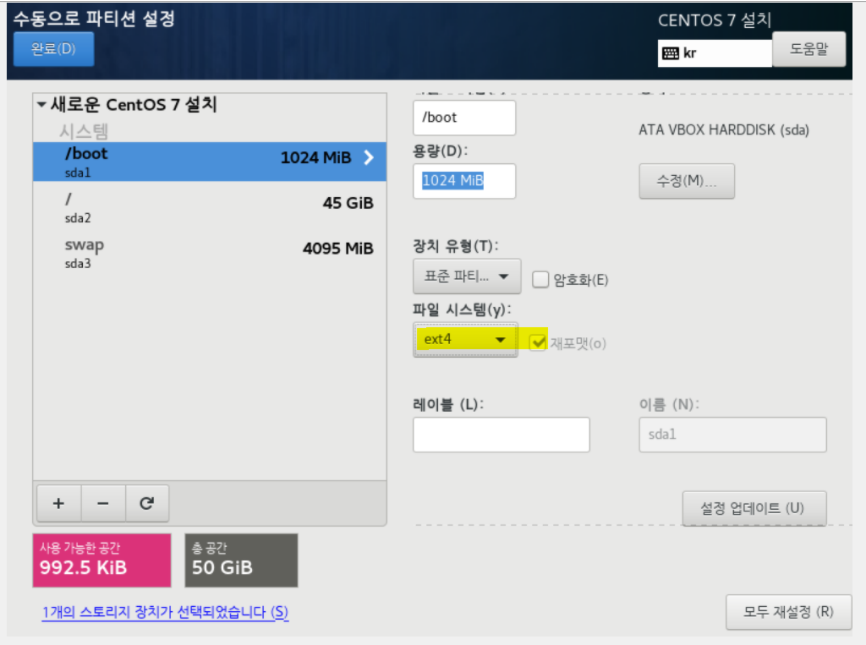 수동으로 파티션 설정
CENTOS 7 설치
완료(D)
kr
도움말
새로운 CentOS 7 설치
시스템
/boot
1024 MiB
sda1
/
45 GiB
sda2
swap
4095 MiB
sda3
/boot
ATA VBOX HARDDISK (sda)
용량(D):
1024 MiB
수정(M)...
장치 유형(T):
표준 파티...
암호화(E)
파일 시스템(y):
ext4
재포맷(o)
레이블 (L):
이름 (N):
sda1
설정 업데이트 (U)
+
−
사용 가능한 공간
992.5 KiB
총 공간
50 GiB
1개의 스토리지 장치가 선택되었습니다 (S)
모두 재설정 (R)